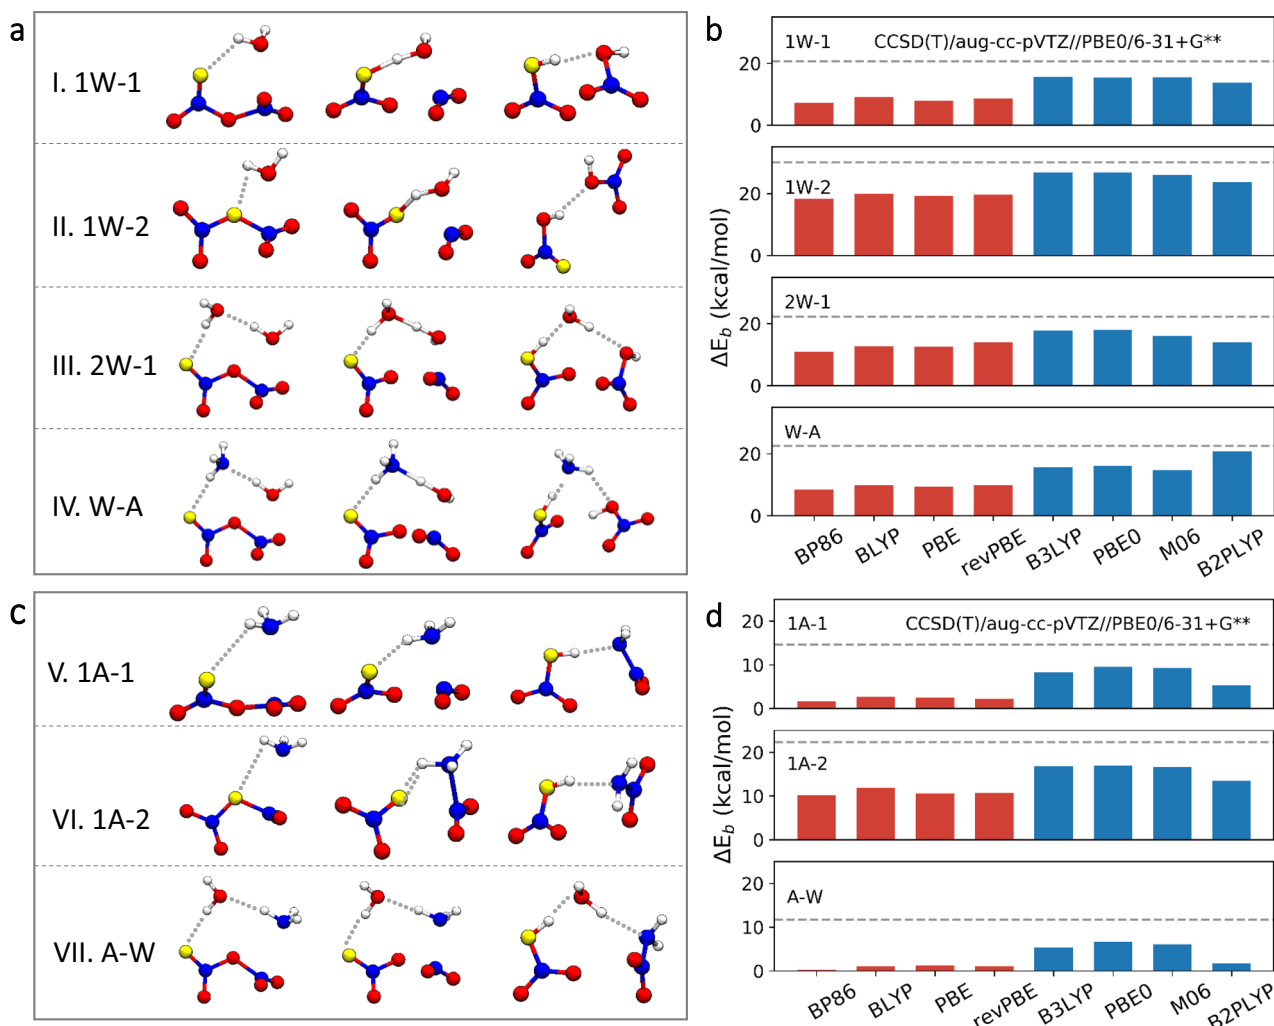 a
I. 1W-1
II. 1W-2
III. 2W-1
IV. W-A
b
1W-1
CCSD(T)/aug-cc-pVTZ//PBE0/6-31+G**
20
0
1W-2
20
0
2W-1
20
0
W-A
20
0
ΔE_b (kcal/mol)
BP86
BLYP
PBE
revPBE
B3LYP
PBE0
M06
B2PLYP
c
V. 1A-1
VI. 1A-2
VII. A-W
d
1A-1
CCSD(T)/aug-cc-pVTZ//PBE0/6-31+G**
20
10
0
1A-2
20
10
0
A-W
20
10
0
ΔE_b (kcal/mol)
BP86
BLYP
PBE
revPBE
B3LYP
PBE0
M06
B2PLYP